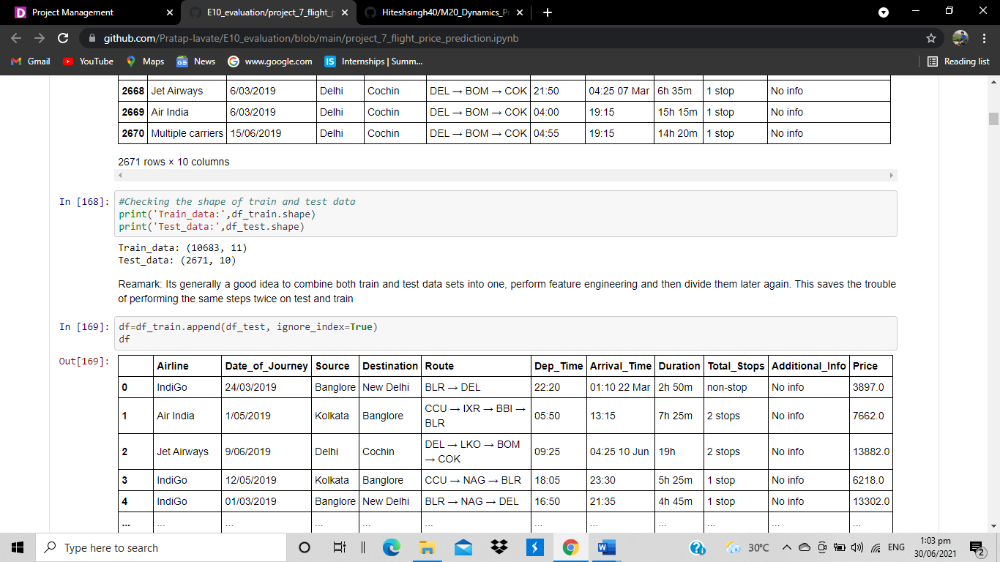 Project Management
E10_evaluation/project_7_flight_p
Hiteshsingh40/M20_Dynamics_Pr
github.com/Pratap-lavate/E10_evaluation/blob/main/project_7_flight_price_prediction.ipynb
Gmail YouTube Maps News www.google.com Internships | Summ... Reading list
2668 Jet Airways 6/03/2019 Delhi Cochin DEL → BOM → COK 21:50 04:25 07 Mar 6h 35m 1 stop No info
2669 Air India 6/03/2019 Delhi Cochin DEL → BOM → COK 04:00 19:15 15h 15m 1 stop No info
2670 Multiple carriers 15/06/2019 Delhi Cochin DEL → BOM → COK 04:55 19:15 14h 20m 1 stop No info
2671 rows × 10 columns
In [168]: #Checking the shape of train and test data
print('Train_data:',df_train.shape)
print('Test_data:',df_test.shape)
Train_data: (10683, 11)
Test_data: (2671, 10)
Reamark: Its generally a good idea to combine both train and test data sets into one, perform feature engineering and then divide them later again. This saves the trouble
of performing the same steps twice on test and train
In [169]: df=df_train.append(df_test, ignore_index=True)
df
Out[169]:
Airline Date_of_Journey Source Destination Route Dep_Time Arrival_Time Duration Total_Stops Additional_Info Price
0 IndiGo 24/03/2019 Banglore New Delhi BLR → DEL 22:20 01:10 22 Mar 2h 50m non-stop No info 3897.0
1 Air India 1/05/2019 Kolkata Banglore CCU → IXR → BBI → BLR 05:50 13:15 7h 25m 2 stops No info 7662.0
2 Jet Airways 9/06/2019 Delhi Cochin DEL → LKO → BOM → COK 09:25 04:25 10 Jun 19h 2 stops No info 13882.0
3 IndiGo 12/05/2019 Kolkata Banglore CCU → NAG → BLR 18:05 23:30 5h 25m 1 stop No info 6218.0
4 IndiGo 01/03/2019 Banglore New Delhi BLR → NAG → DEL 16:50 21:35 4h 45m 1 stop No info 13302.0
... ... ... ... ... ... ... ... ... ... ... ...
Type here to search
30°C ENG 1:03 pm
30/06/2021 2